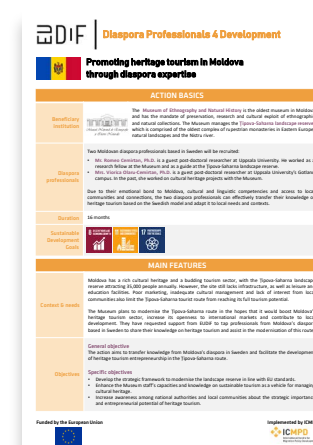 EDIF Diaspora Professionals 4 Development
Promoting heritage tourism in Moldova
through diaspora expertise
ACTION BASICS
Beneficiary
institution
The Museum of Ethnography and Natural History is the oldest museum in Moldova
and has the mandate of preservation, research and cultural exploit of ethnography
and natural collections. The Museum manages the Țipova-Saharna landscape reserve,
which is comprised of the oldest complex of rupestrian monasteries in Eastern Europe,
natural landscapes and the Nistru river.
Diaspora
professionals
Two Moldovan diaspora professionals based in Sweden will be recruited:
• Mr. Romeo Cemirtan, Ph.D. is a guest post-doctoral researcher at Uppsala University. He worked as a
research fellow at the Museum and as a guide at the Țipova-Saharna landscape reserve.
• Mrs. Viorica Olaru-Cemirtan, Ph.D. is a guest post-doctoral researcher at Uppsala University's Gotland
campus. In the past, she worked on cultural heritage projects with the Museum.
Due to their emotional bond to Moldova, cultural and linguistic competencies and access to local
communities and connections, the two diaspora professionals can effectively transfer their knowledge of
heritage tourism based on the Swedish model and adapt it to local needs and contexts.
Duration
16 months
Sustainable
Development
Goals
8
11
17
MAIN FEATURES
Context & needs
Moldova has a rich cultural heritage and a budding tourism sector, with the Țipova-Saharna landscape
reserve attracting 35,000 people annually. However, the site still lacks infrastructure, as well as leisure and
education facilities. Poor marketing, inadequate cultural management and lack of interest from local
communities also limit the Țipova-Saharna tourist route from reaching its full tourism potential.
The Museum plans to modernise the Țipova-Saharna route in the hopes that it would boost Moldova's
heritage tourism sector, increase its openness to international markets and contribute to local
development. They have requested support from EUDiF to tap professionals from Moldova's diaspora
based in Sweden to share their knowledge on heritage tourism and assist in the modernisation of this route.
Objectives
General objective
The action aims to transfer knowledge from Moldova's diaspora in Sweden and facilitate the development
of heritage tourism entrepreneurship in the Țipova-Saharna route.
Specific objectives
• Develop the strategic framework to modernise the landscape reserve in line with EU standards.
• Enhance the Museum staff's capacities and knowledge on sustainable tourism as a vehicle for managing
cultural heritage.
• Increase awareness among national authorities and local communities about the strategic importance
and entrepreneurial potential of heritage tourism.
Funded by the European Union
Implemented by ICM
ICMPD